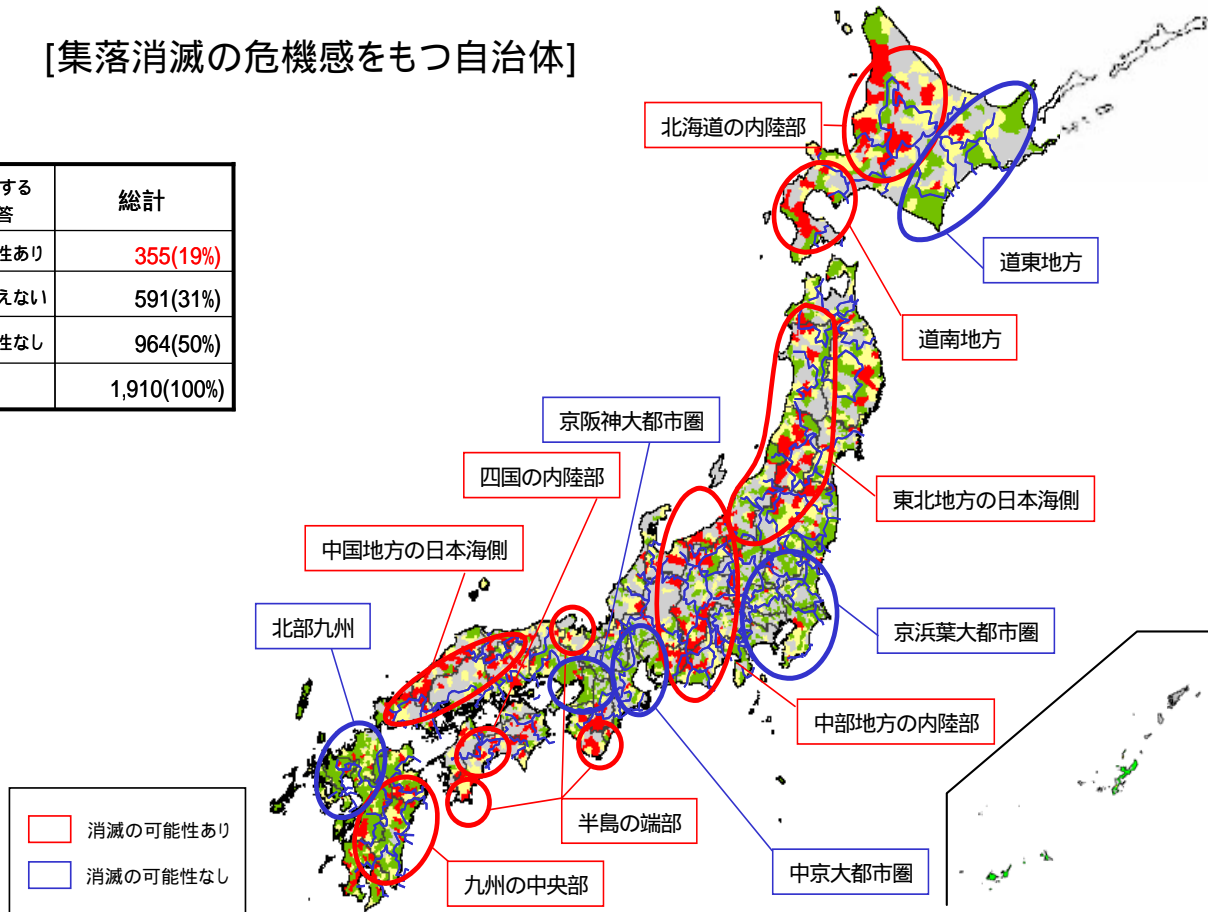 [集落消滅の危機感をもつ自治体]
北海道の内陸部
する
答
総計
性あり
355(19%)
えない
591(31%)
性なし
964(50%)
1,910(100%)
道東地方
道南地方
京阪神大都市圏
四国の内陸部
東北地方の日本海側
中国地方の日本海側
北部九州
京浜葉大都市圏
中部地方の内陸部
半島の端部
中京大都市圏
九州の中央部
消滅の可能性あり
消滅の可能性なし